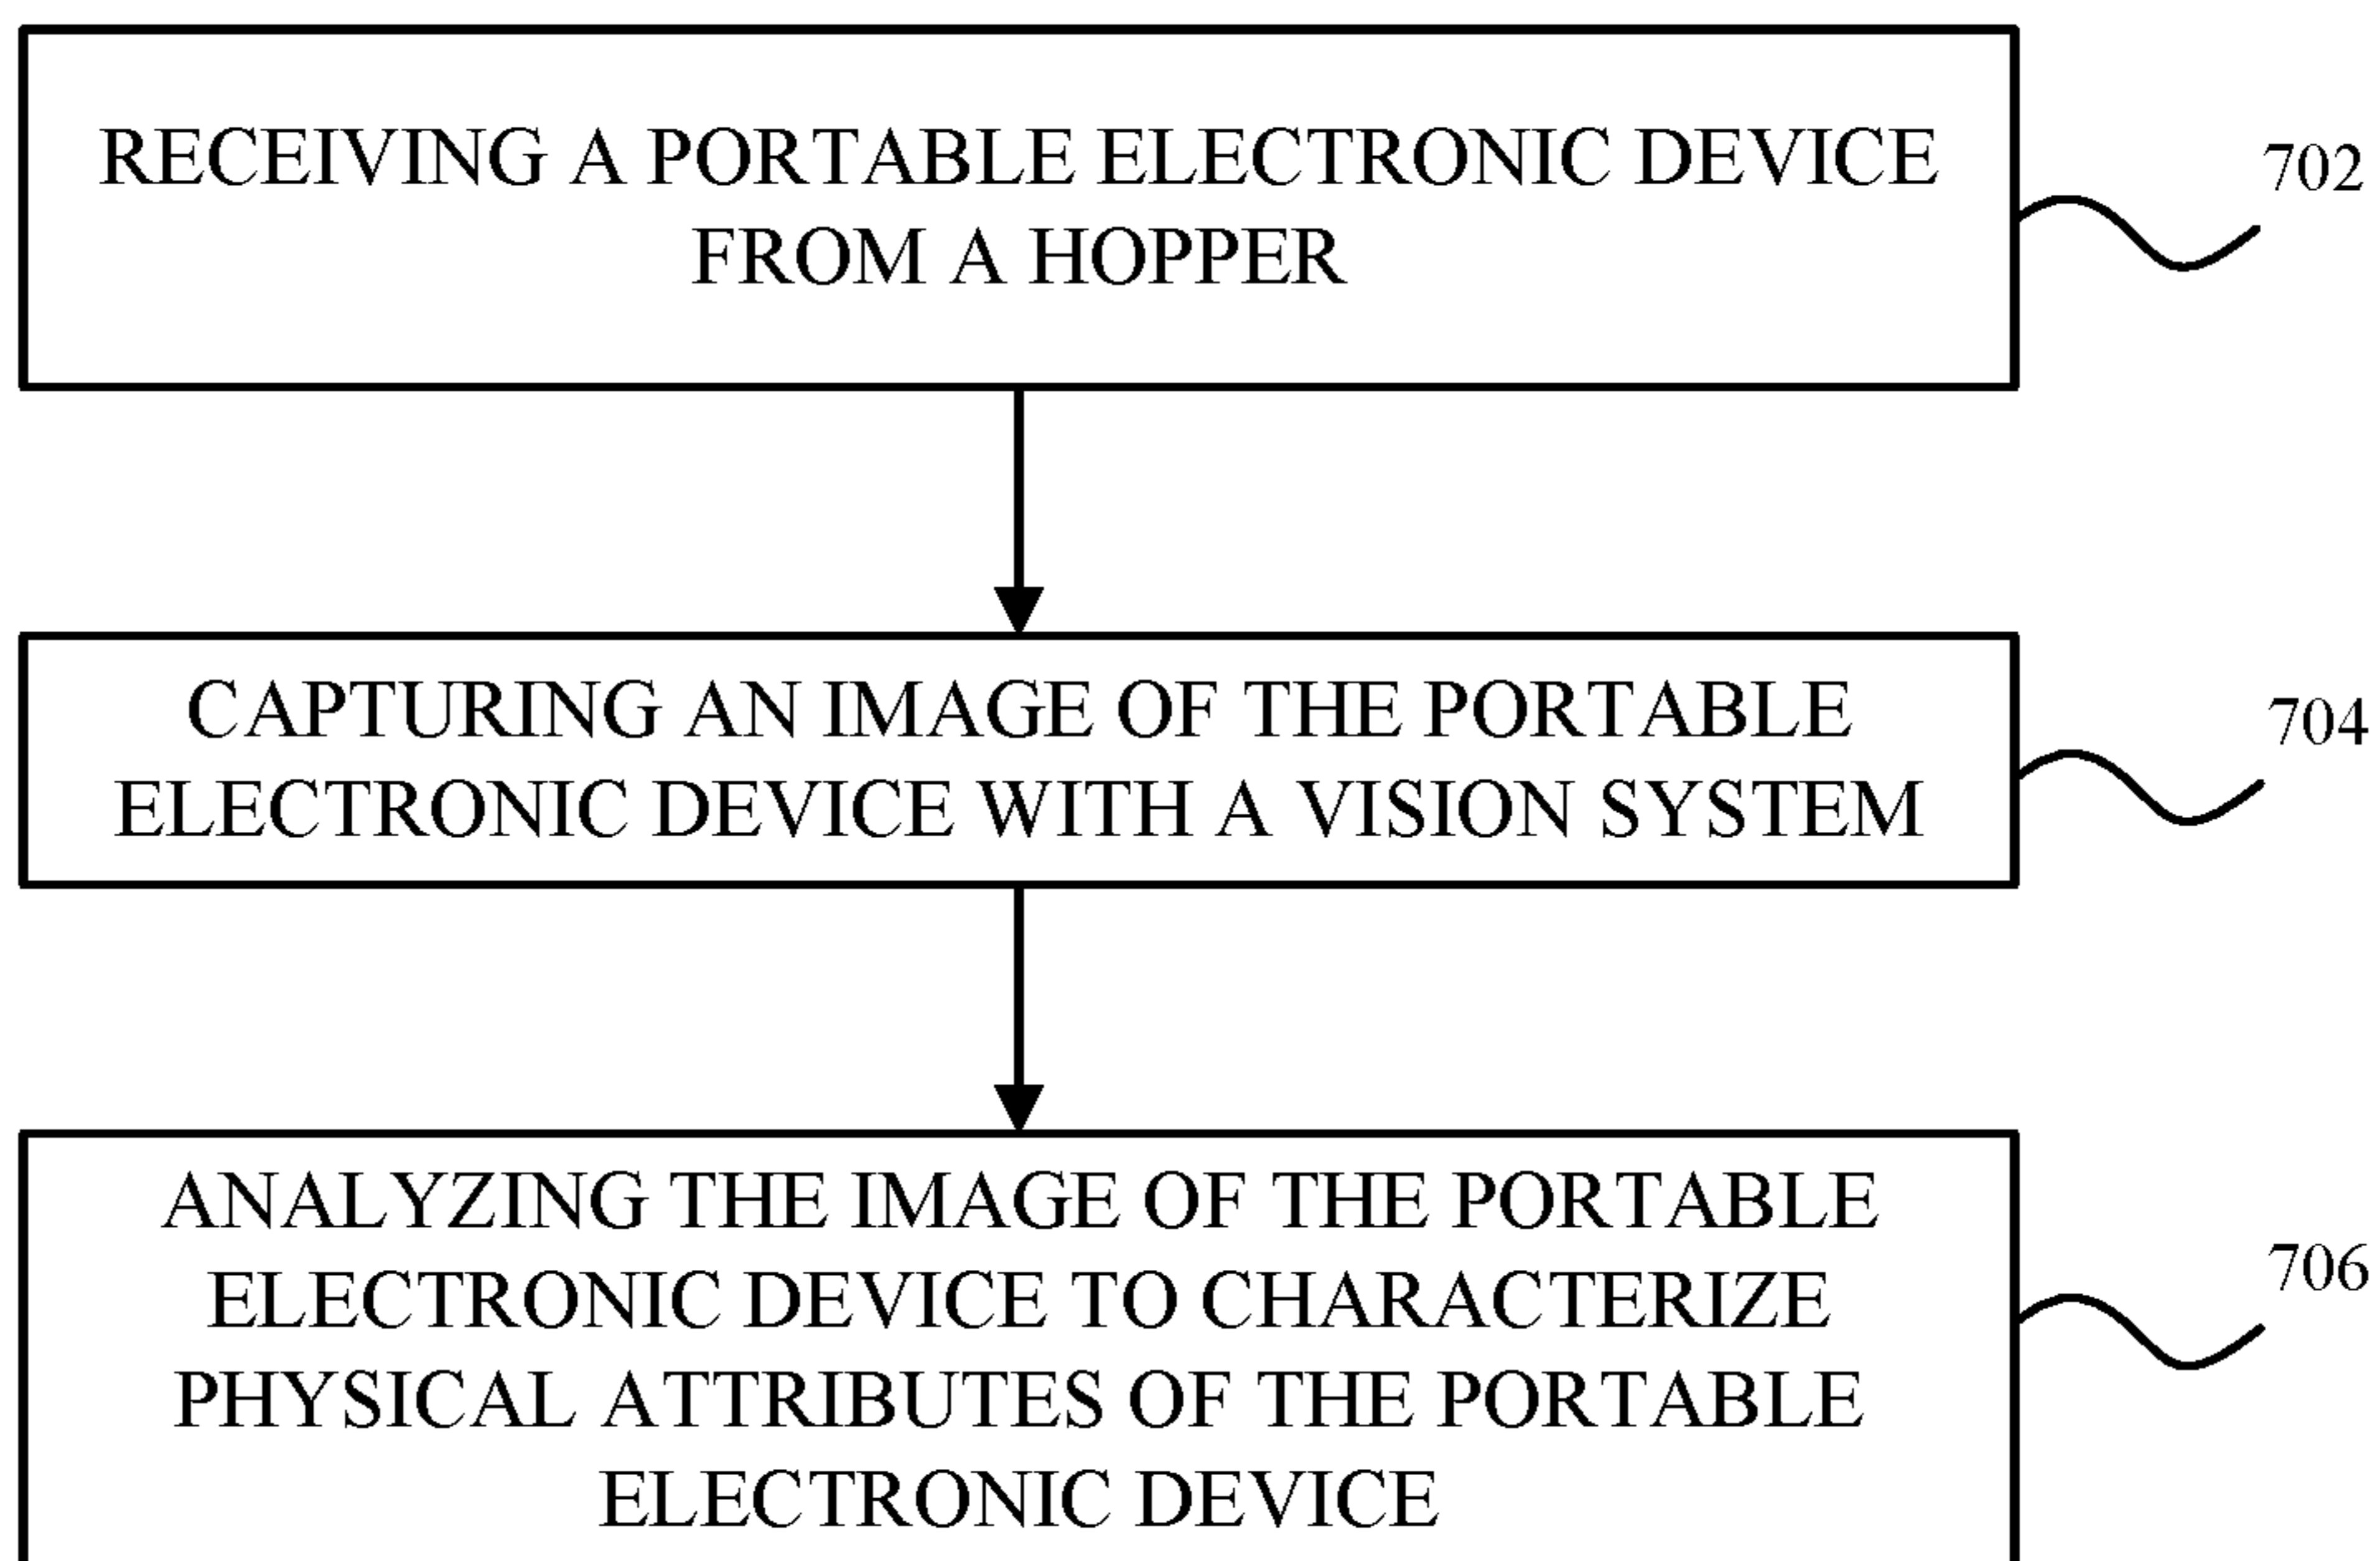 RECEIVING A PORTABLE ELECTRONIC DEVICE
FROM A HOPPER
702
CAPTURING AN IMAGE OF THE PORTABLE
ELECTRONIC DEVICE WITH A VISION SYSTEM
704
ANALYZING THE IMAGE OF THE PORTABLE
ELECTRONIC DEVICE TO CHARACTERIZE
PHYSICAL ATTRIBUTES OF THE PORTABLE
ELECTRONIC DEVICE
706